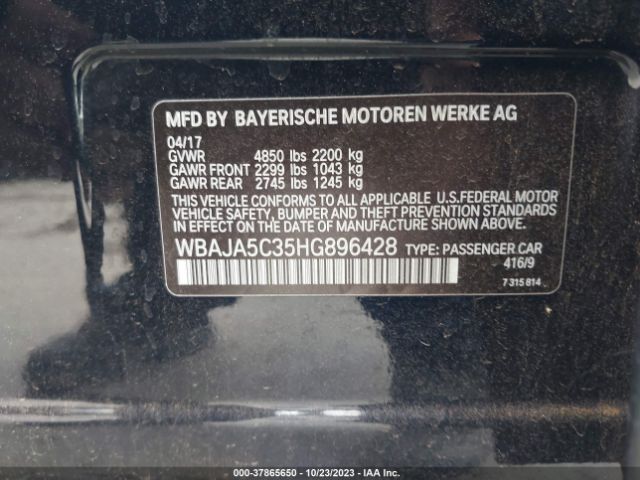 MFD BY BAYERISCHE MOTOREN WERKE AG
04/17
GVWR 4850 lbs 2200 kg
GAWR FRONT 2299 lbs 1043 kg
GAWR REAR 2745 lbs 1245 kg
THIS VEHICLE CONFORMS TO ALL APPLICABLE U.S.FEDERAL MOTOR
VEHICLE SAFETY, BUMPER AND THEFT PREVENTION STANDARDS
IN EFFECT ON THE DATE OF MANUFACTURE SHOWN ABOVE.
WBAJA5C35HG896428 TYPE: PASSENGER CAR
416/9
7 315 814
000-37865650 - 10/23/2023 - IAA Inc.